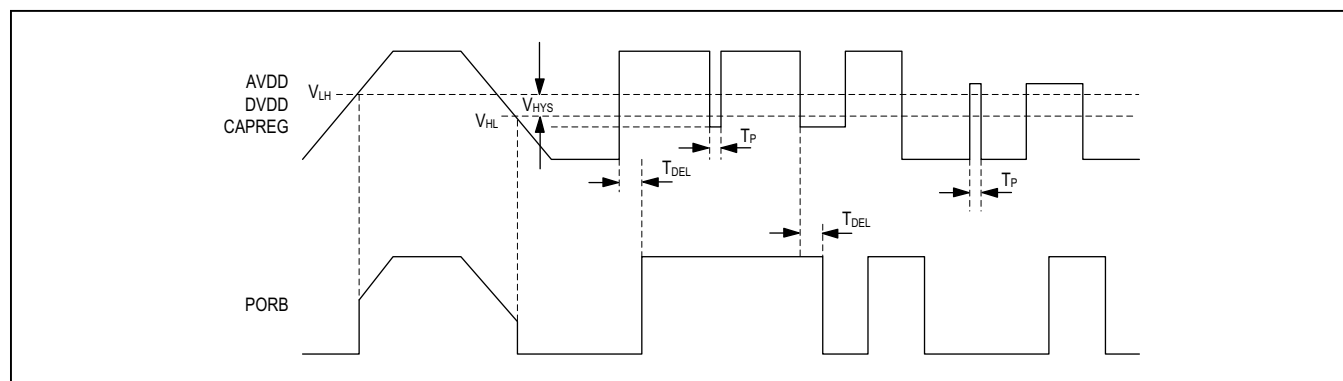 AVDD
VLH
DVDD
VHYS
VHL
CAPREG
TP
TDEL
TP
TDEL
PORB